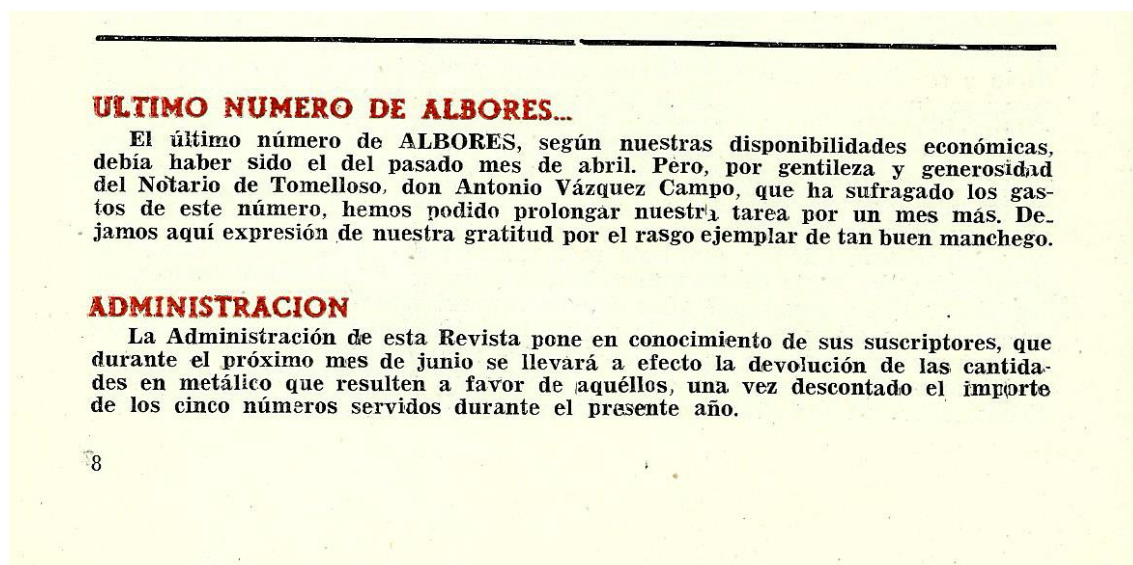 ULTIMO NUMERO DE ALBORES...
El último número de ALBORES, según nuestras disponibilidades económicas,
debía haber sido el del pasado mes de abril. Pero, por gentileza y generosidad
del Notario de Tomelloso, don Antonio Vázquez Campo, que ha sufragado los gas-
tos de este número, hemos podido prolongar nuestra tarea por un mes más. De-
jamos aquí expresión de nuestra gratitud por el rasgo ejemplar de tan buen manchego.
ADMINISTRACION
La Administración de esta Revista pone en conocimiento de sus suscriptores, que
durante el próximo mes de junio se llevará a efecto la devolución de las cantida-
des en metálico que resulten a favor de aquéllos, una vez descontado el importe
de los cinco números servidos durante el presente año.
8